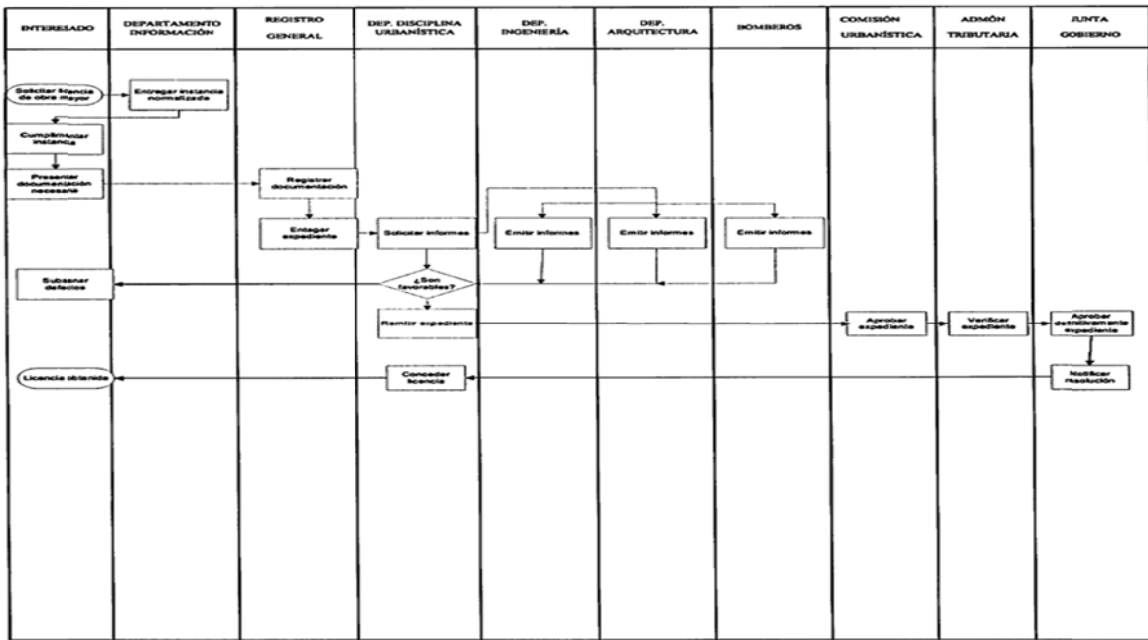 INTERESADO
DEPARTAMENTO
INFORMACIÓN
REGISTRO
GENERAL
DEP. DISCIPLINA
URBANÍSTICA
DEP.
INGENIERÍA
DEP.
ARQUITECTURA
BOMBEROS
COMISIÓN
URBANÍSTICA
ADMÓN
TRIBUTARIA
JUNTA
GOBIERNO
Solicitar licencia
de obra mayor
Entregar instancia
normalizada
Cumplimentar
instancia
Presentar
documentación
necesaria
Registrar
documentación
Entegar
expediente
Solicitar informes
Emitir informes
Emitir informes
Emitir informes
Subsanar
defectos
¿Son
favorables?
Remitir expediente
Aprobar
expediente
Verificar
expediente
Aprobar
definitivamente
expediente
Licencia obtenida
Conceder
licencia
Notificar
resolución